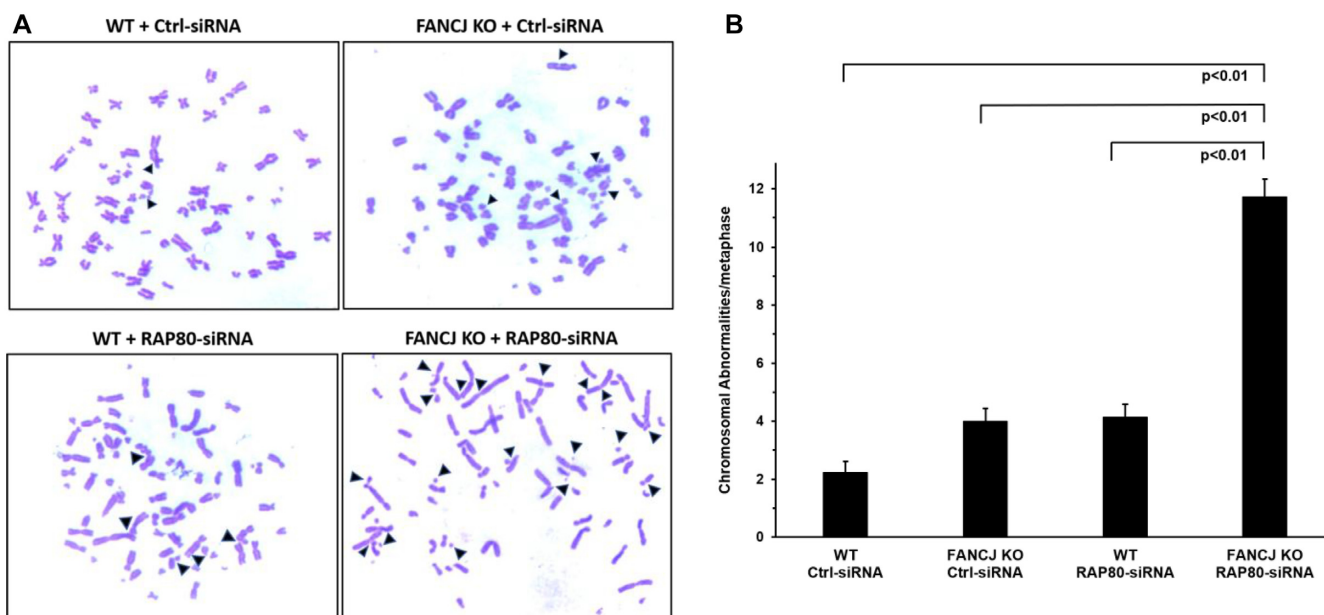 A
WT + Ctrl-siRNA
FANCJ KO + Ctrl-siRNA
WT + RAP80-siRNA
FANCJ KO + RAP80-siRNA
B
p<0.01
p<0.01
p<0.01
Chromosomal Abnormalities/metaphase
12
10
8
6
4
2
0
WT
Ctrl-siRNA
FANCJ KO
Ctrl-siRNA
WT
RAP80-siRNA
FANCJ KO
RAP80-siRNA